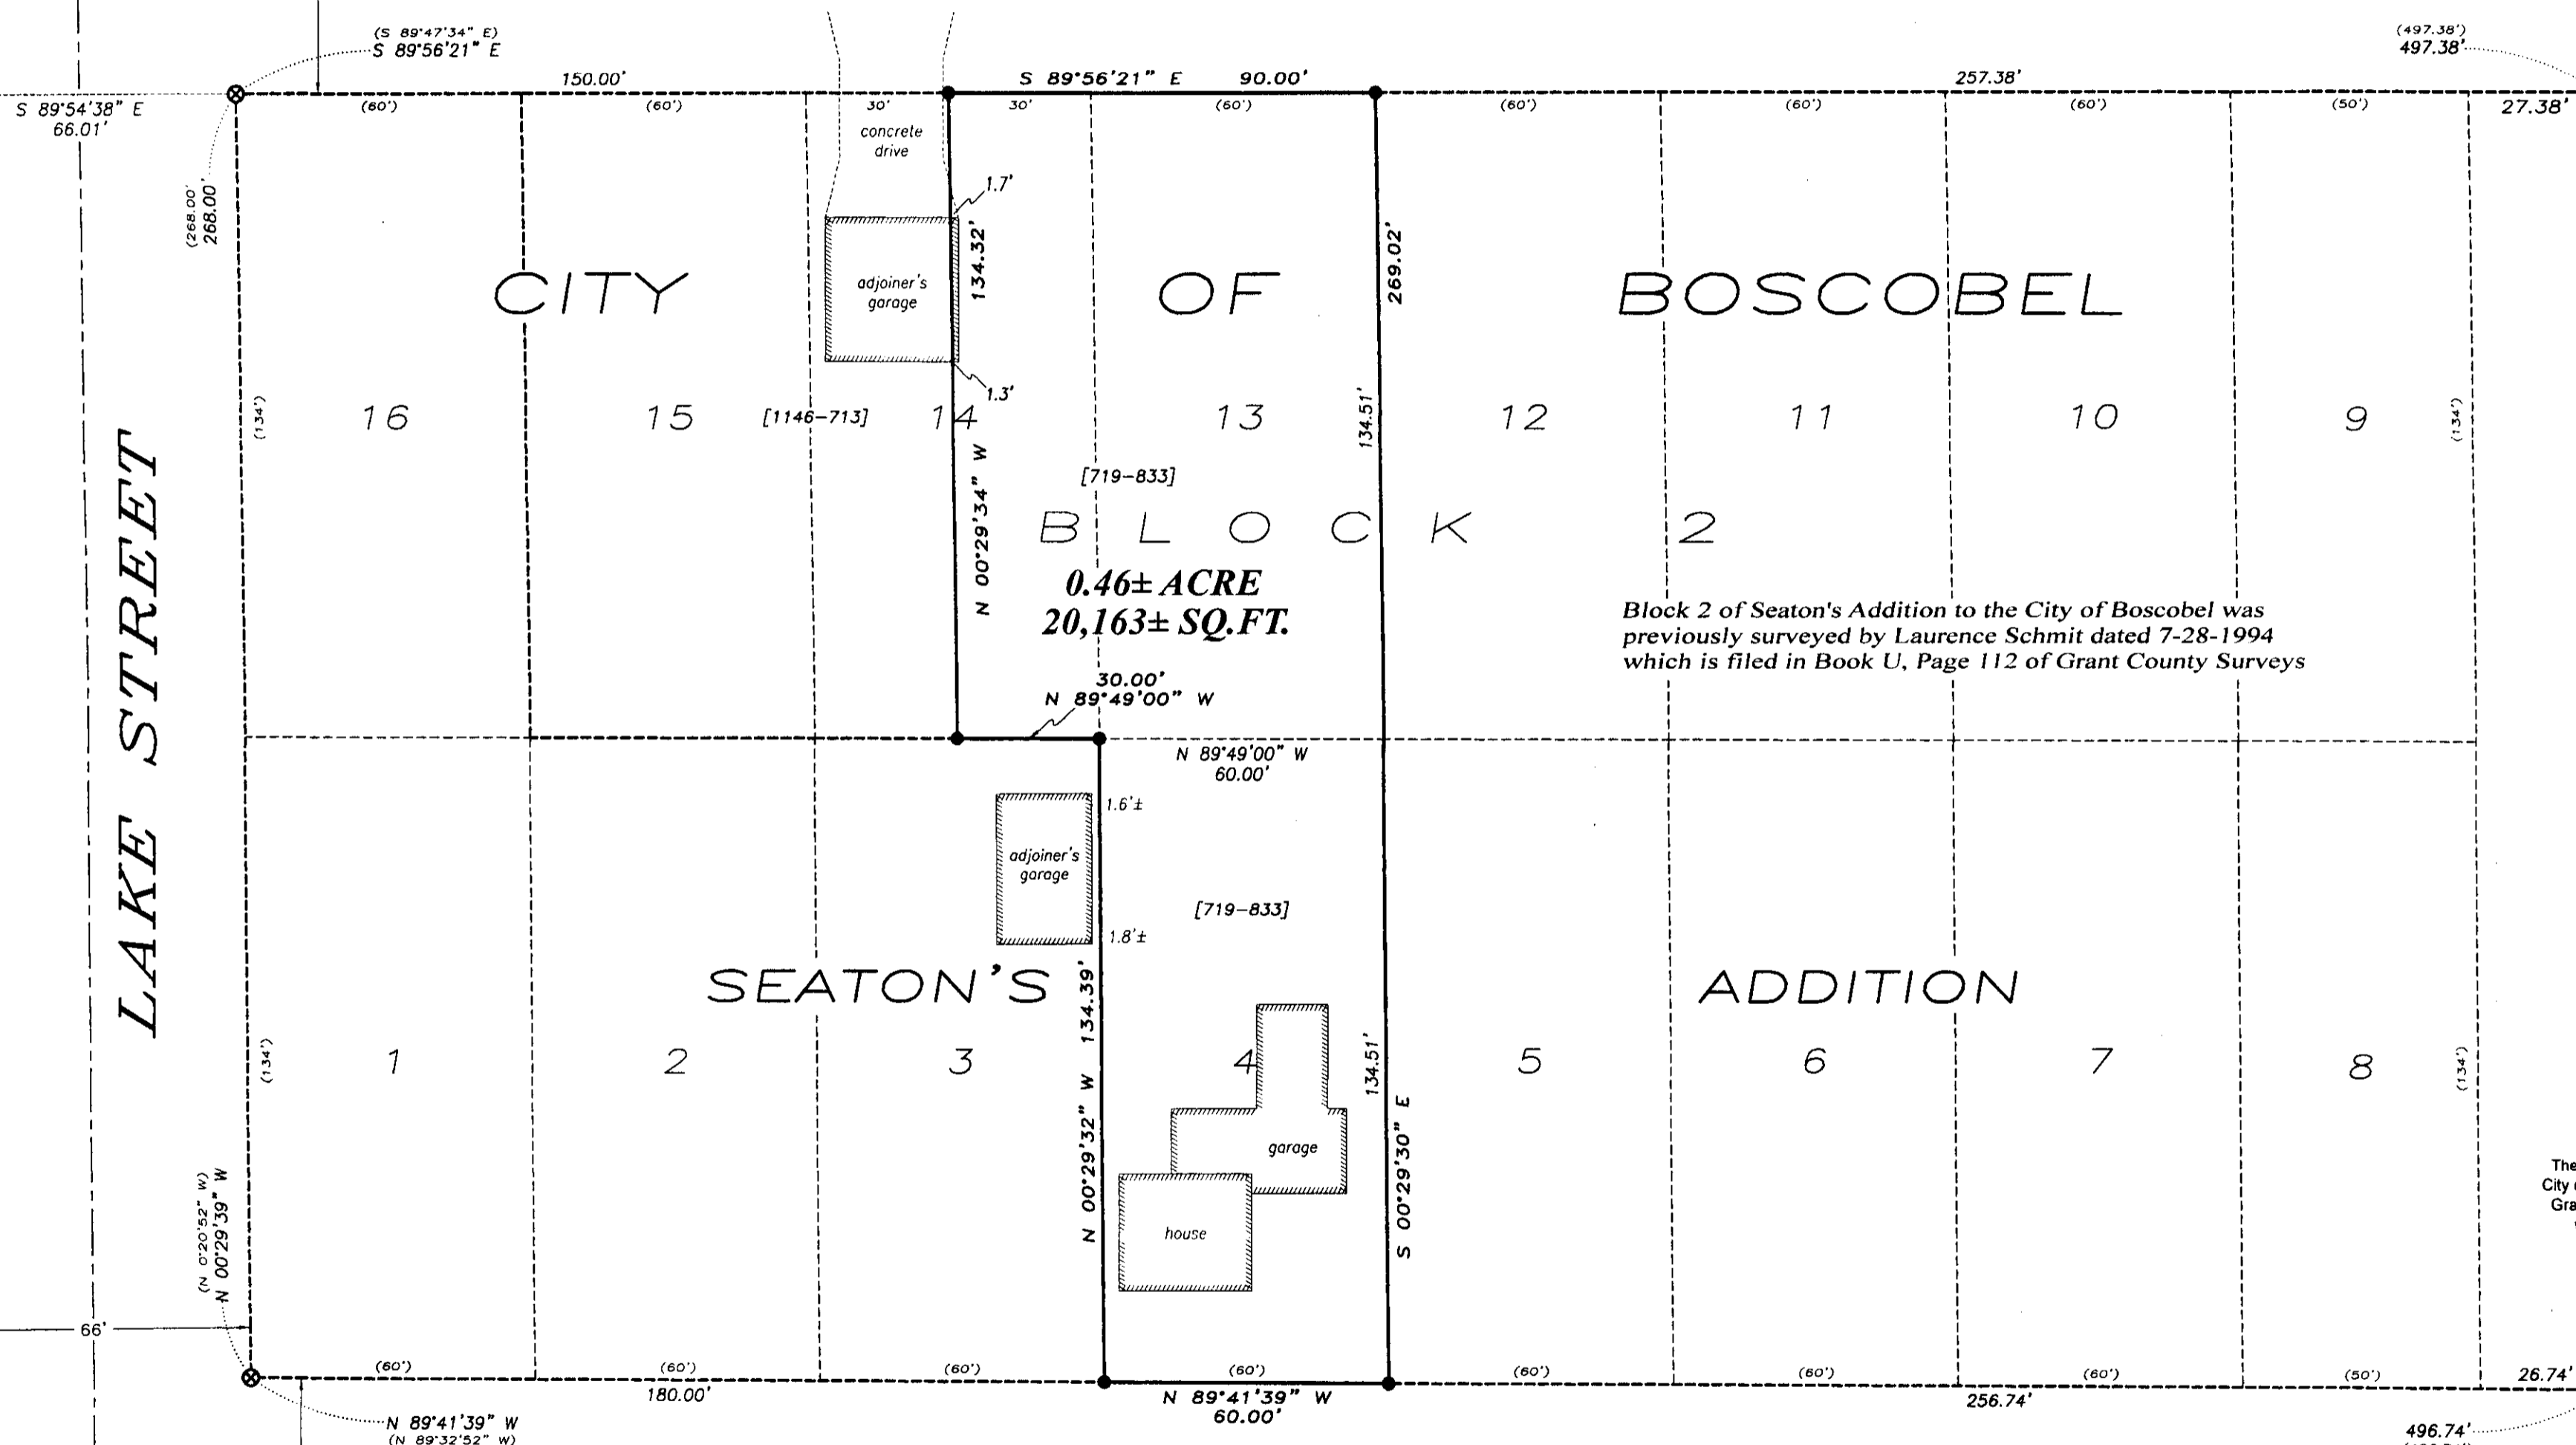 (S 89°47'34" E)
S 89°56'21" E
(497.38')
497.38'
150.00'
S 89°56'21" E 90.00'
257.38'
S 89°54'38" E
66.01'
(60')
(60')
30'
30'
(60')
(60')
(60')
(60')
(50')
27.38'
concrete
drive
1.7'
(268.00'
268.00'
134.32'
269.02'
adjoiner's
garage
CITY OF BOSCOBEL
1.3'
(134')
16
15
[1146-713]
14
13
134.51'
12
11
10
9
(134')
[719-833]
N 00°29'34" W
BLOCK 2
0.46± ACRE
20,163± SQ.FT.
Block 2 of Seaton's Addition to the City of Boscobel was
previously surveyed by Laurence Schmit dated 7-28-1994
which is filed in Book U, Page 112 of Grant County Surveys
30.00'
N 89°49'00" W
LAKE STREET
N 89°49'00" W
60.00'
1.6'±
adjoiner's
garage
1.8'±
[719-833]
SEATON'S ADDITION
N 00°29'32" W 134.39'
134.51'
(134')
1
2
3
4
5
6
7
8
(134')
S 00°29'30" E
garage
house
(N 0°20'52" W)
N 00°29'39" W
The
City
Gra
66'
(60')
(60')
(60')
(60')
(60')
(60')
(60')
(50')
26.74'
180.00'
N 89°41'39" W
60.00'
256.74'
N 89°41'39" W
(N 89°32'52" W)
496.74'